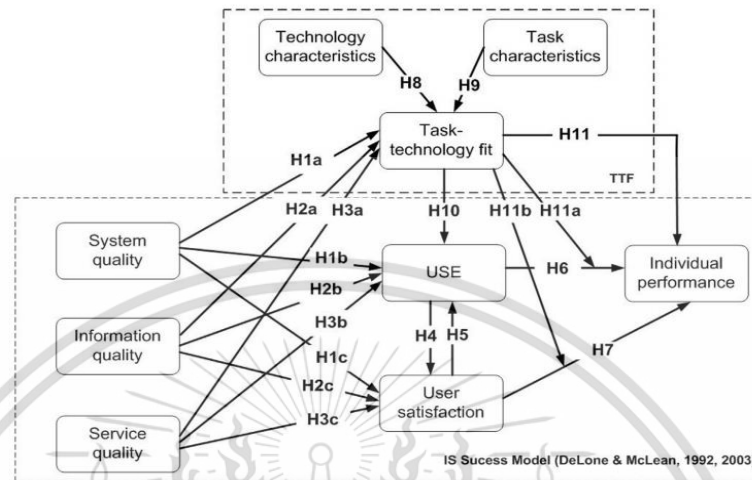 Technology
characteristics
Task
characteristics
H8
H9
Task-
technology fit
H11
TTF
H1a
H2a
H3a
H10
H11b
H11a
System
quality
H1b
USE
H6
Individual
performance
H2b
H3b
Information
quality
H4
H5
H1c
H7
H2c
User
satisfaction
H3c
Service
quality
IS Sucess Model (DeLone & McLean, 1992, 2003